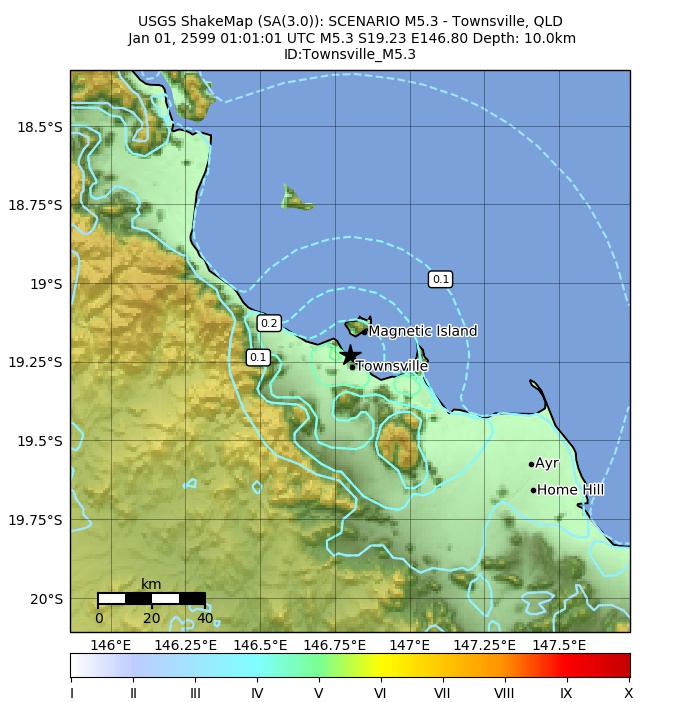 USGS ShakeMap (SA(3.0)): SCENARIO M5.3 - Townsville, QLD
Jan 01, 2599 01:01:01 UTC M5.3 S19.23 E146.80 Depth: 10.0km
ID:Townsville_M5.3
18.5°S
18.75°S
19°S
0.1
0.2
Magnetic Island
0.1
19.25°S
Townsville
19.5°S
Ayr
Home Hill
19.75°S
km
20°S
0 20 40
146°E 146.25°E 146.5°E 146.75°E 147°E 147.25°E 147.5°E
I II III IV V VI VII VIII IX X